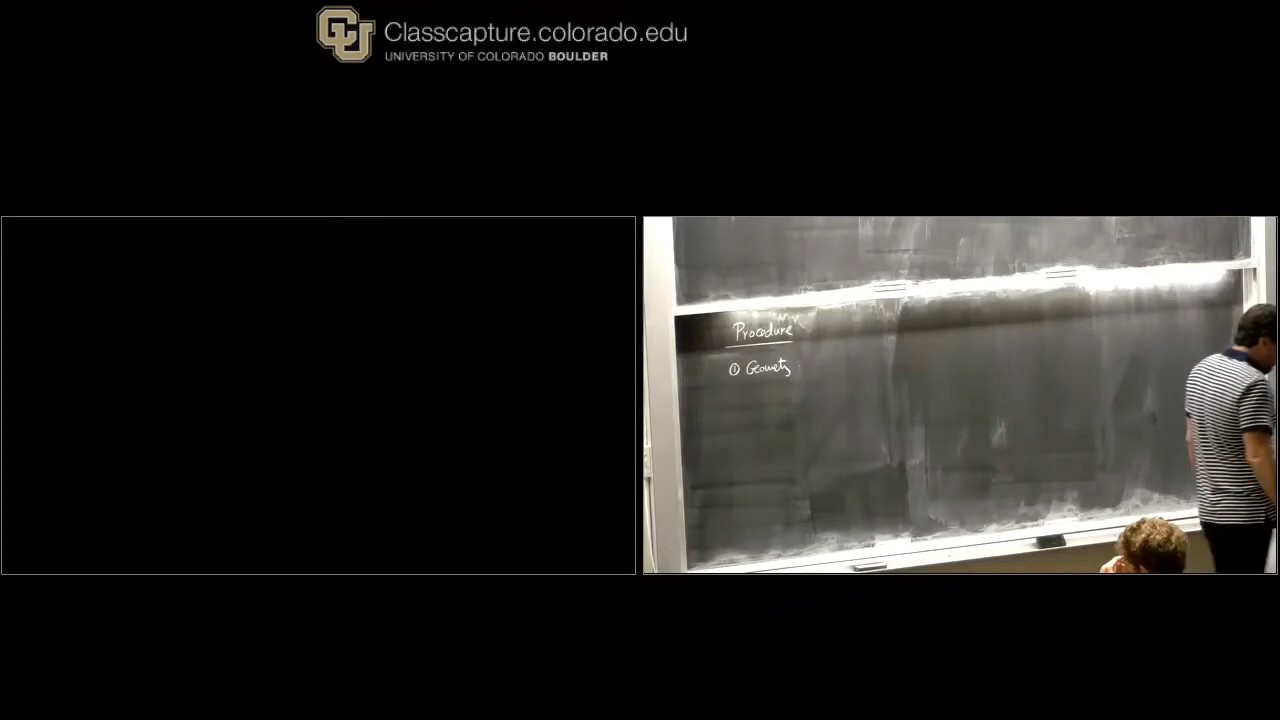 Classcapture.colorado.edu
UNIVERSITY OF COLORADO BOULDER
Procedure
① Geometry